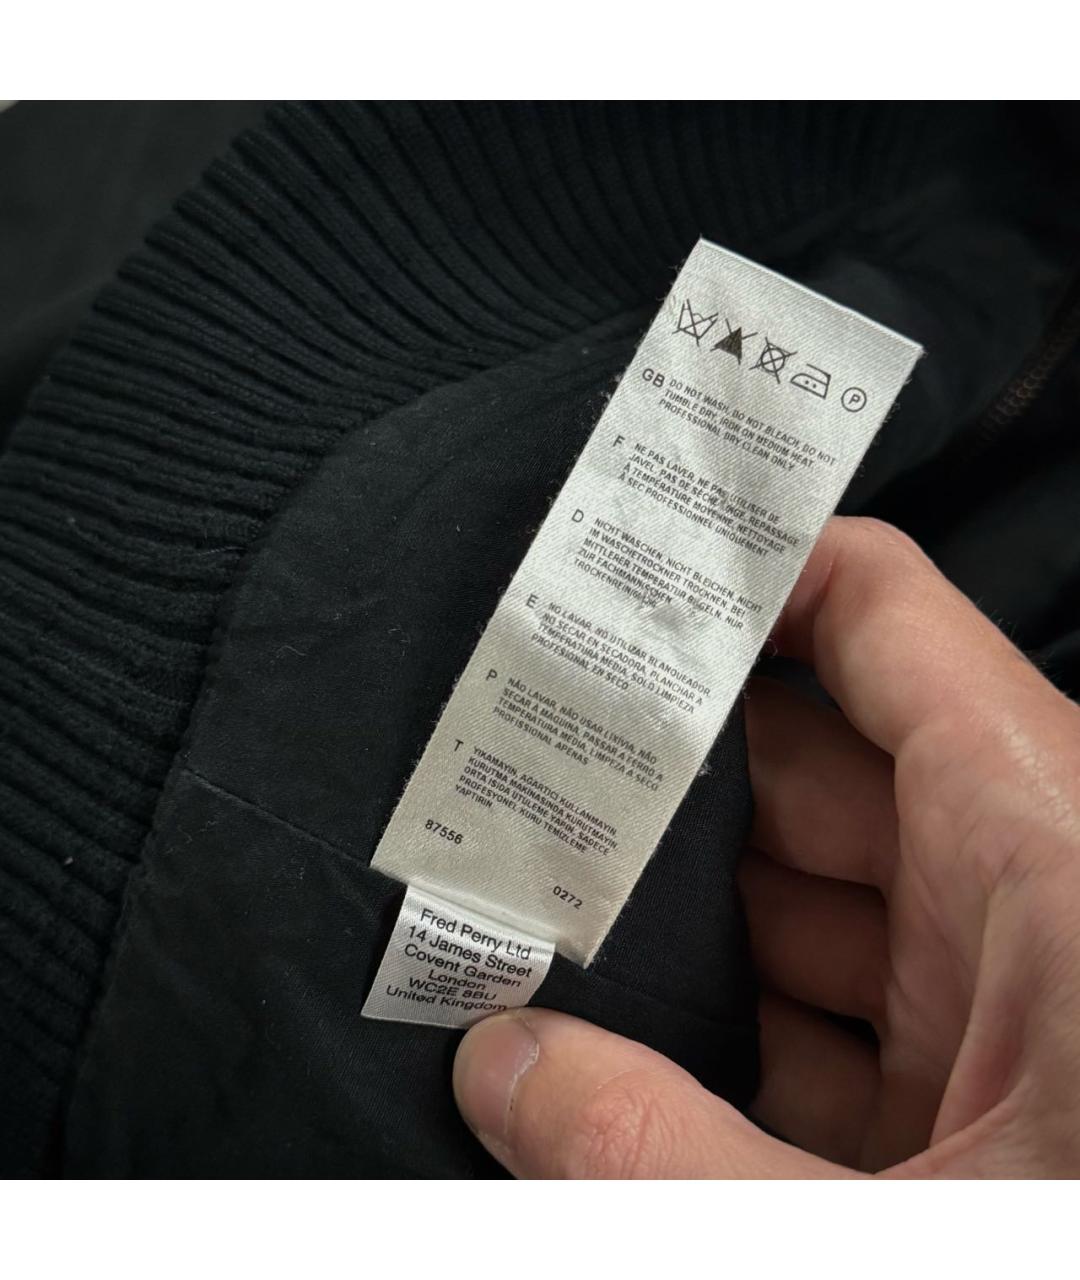 P
GB DO NOT WASH, DO NOT BLEACH, DO NOT
TUMBLE DRY, IRON ON MEDIUM HEAT,
PROFESSIONAL DRY CLEAN ONLY
F NE PAS LAVER, NE PAS UTILISER DE
JAVEL, PAS DE SÈCHE-LINGE, REPASSAGE
À TEMPÉRATURE MOYENNE, NETTOYAGE
À SEC PROFESSIONNEL UNIQUEMENT
D NICHT WASCHEN, NICHT BLEICHEN, NICHT
IM WASCHETROCKNER TROCKNEN, BEI
MITTLERER TEMPERATUR BÜGELN, NUR
ZUR FACHMÄNNISCHEN
TROCKENREINIGUNG
E NO LAVAR, NO UTILIZAR BLANQUEADOR,
NO SECAR EN SECADORA, PLANCHAR A
TEMPERATURA MEDIA, SOLO LIMPIEZA
PROFESIONAL EN SECO
P NÃO LAVAR, NÃO USAR LIXÍVIA, NÃO
SECAR À MAQUINA, PASSAR A FERRO A
TEMPERATURA MÉDIA, LIMPEZA A SECO
PROFISSIONAL APENAS
T YIKAMAYIN, AGARTICI KULLANMAYIN,
KURUTMA MAKINASINDA KURUTMAYIN,
ORTA ISIDA UTULEME YAPIN, SADECE
PROFESYONEL KURU TEMIZLEME
YAPTIRIN
87556
0272
Fred Perry Ltd
14 James Street
Covent Garden
London
WC2E 8BU
United Kingdom